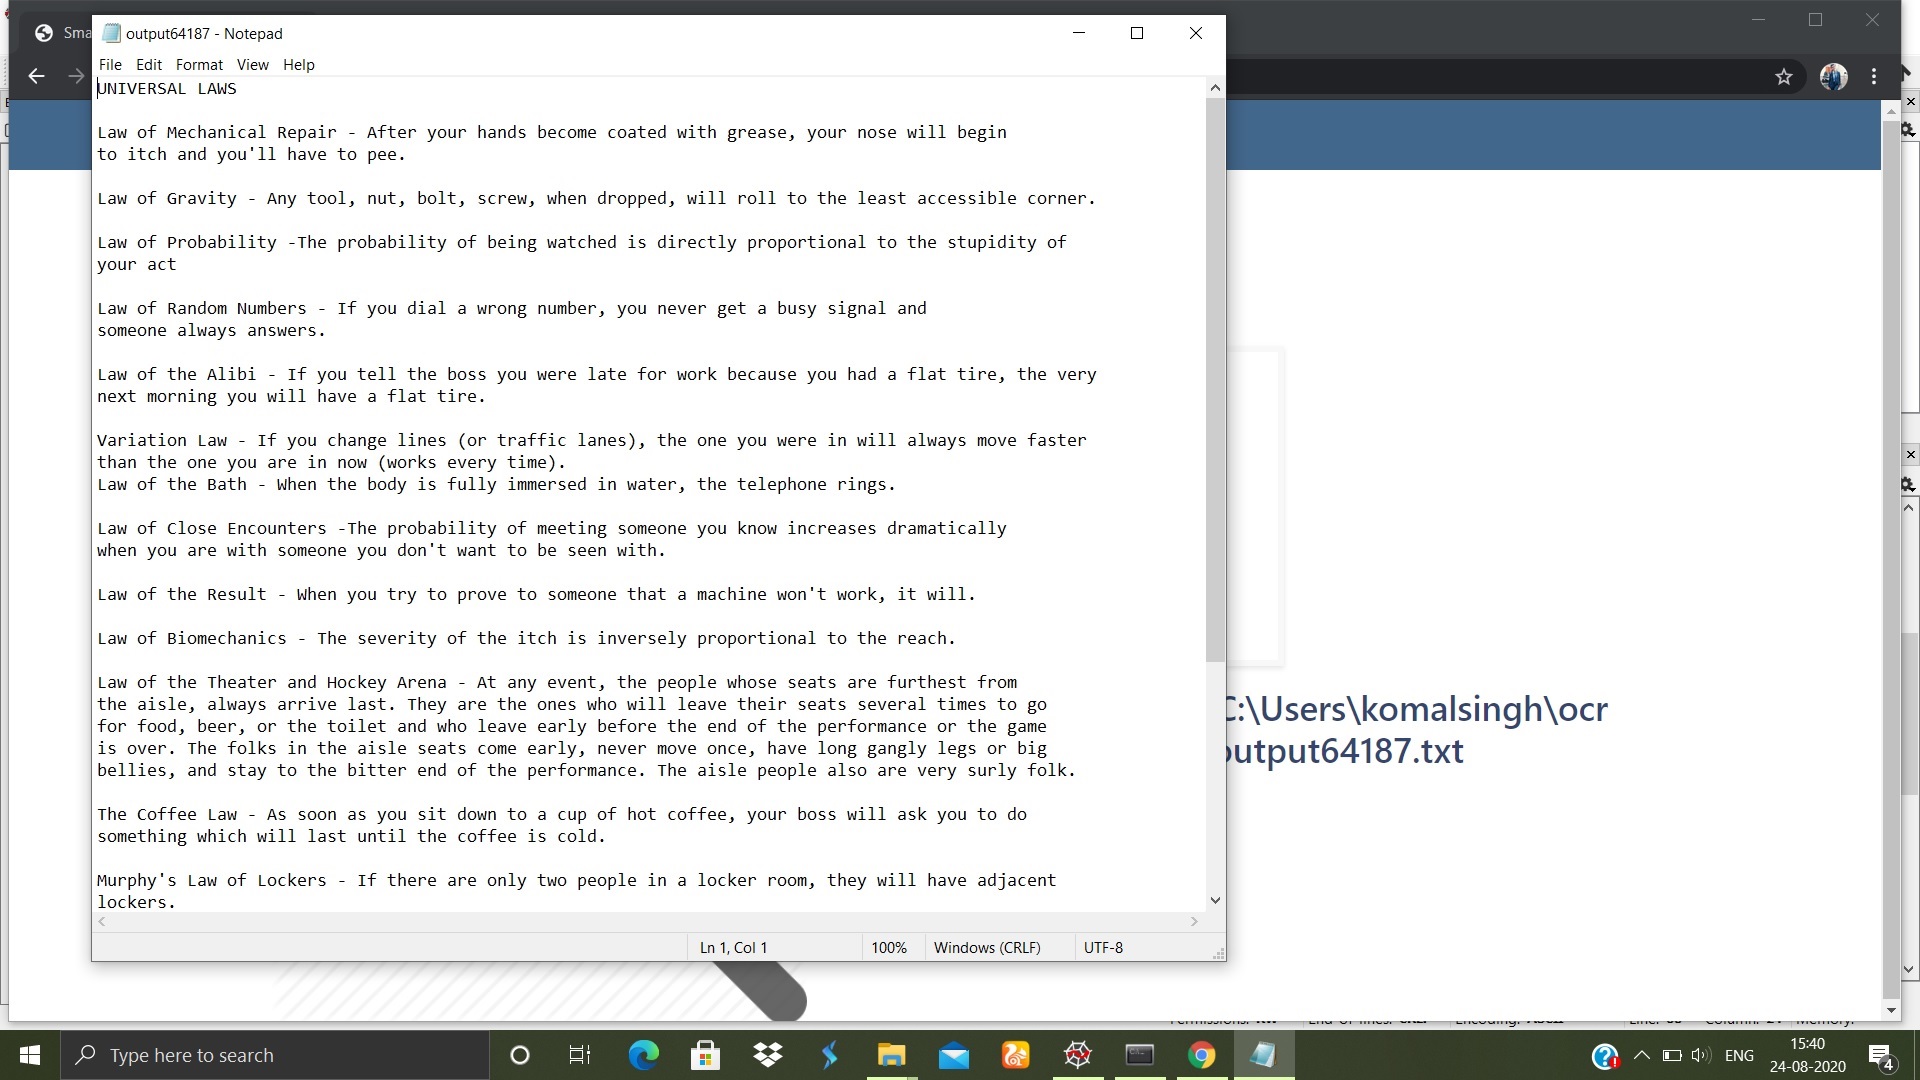 Sma
output64187 - Notepad
File Edit Format View Help
UNIVERSAL LAWS
Law of Mechanical Repair - After your hands become coated with grease, your nose will begin
to itch and you'll have to pee.
Law of Gravity - Any tool, nut, bolt, screw, when dropped, will roll to the least accessible corner.
Law of Probability -The probability of being watched is directly proportional to the stupidity of
your act
Law of Random Numbers - If you dial a wrong number, you never get a busy signal and
someone always answers.
Law of the Alibi - If you tell the boss you were late for work because you had a flat tire, the very
next morning you will have a flat tire.
Variation Law - If you change lines (or traffic lanes), the one you were in will always move faster
than the one you are in now (works every time).
Law of the Bath - When the body is fully immersed in water, the telephone rings.
Law of Close Encounters -The probability of meeting someone you know increases dramatically
when you are with someone you don't want to be seen with.
Law of the Result - When you try to prove to someone that a machine won't work, it will.
Law of Biomechanics - The severity of the itch is inversely proportional to the reach.
Law of the Theater and Hockey Arena - At any event, the people whose seats are furthest from
the aisle, always arrive last. They are the ones who will leave their seats several times to go
for food, beer, or the toilet and who leave early before the end of the performance or the game
is over. The folks in the aisle seats come early, never move once, have long gangly legs or big
bellies, and stay to the bitter end of the performance. The aisle people also are very surly folk.
The Coffee Law - As soon as you sit down to a cup of hot coffee, your boss will ask you to do
something which will last until the coffee is cold.
Murphy's Law of Lockers - If there are only two people in a locker room, they will have adjacent
lockers.
Ln 1, Col 1 100% Windows (CRLF) UTF-8
C:\Users\komalsingh\ocr
output64187.txt
Type here to search
ENG
15:40
24-08-2020
4